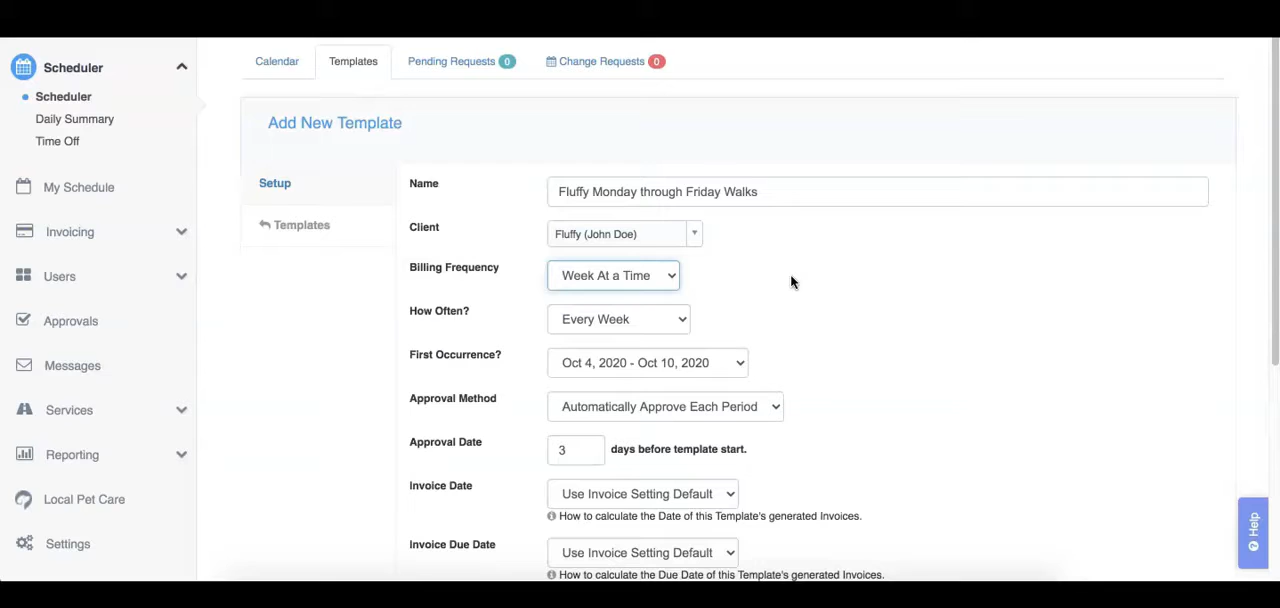 Scheduler
Scheduler
Daily Summary
Time Off
My Schedule
Invoicing
Users
Approvals
Messages
Services
Reporting
Local Pet Care
Settings
Calendar
Templates
Pending Requests 0
Change Requests 0
Add New Template
Setup
Templates
Name
Fluffy Monday through Friday Walks
Client
Fluffy (John Doe)
Billing Frequency
Week At a Time
How Often?
Every Week
First Occurrence?
Oct 4, 2020 - Oct 10, 2020
Approval Method
Automatically Approve Each Period
Approval Date
3 days before template start.
Invoice Date
Use Invoice Setting Default
How to calculate the Date of this Template's generated Invoices.
Invoice Due Date
Use Invoice Setting Default
How to calculate the Due Date of this Template's generated Invoices.
Help